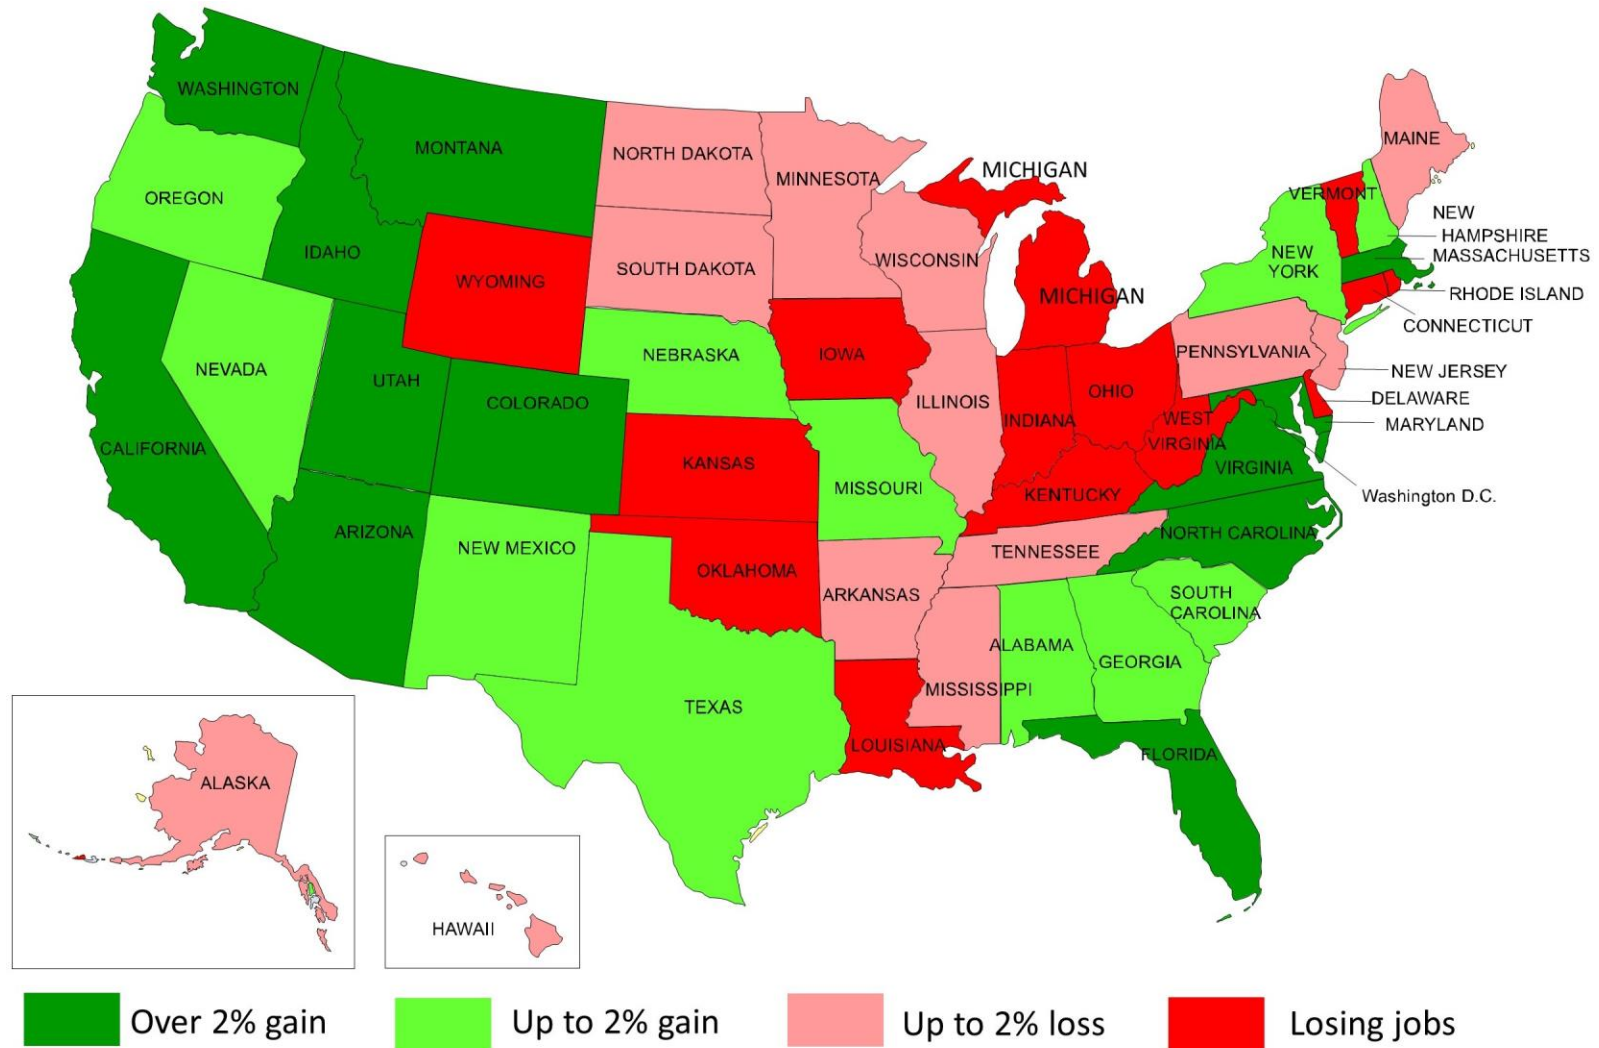 WASHINGTON
MONTANA
MICHIGAN
MAINE
NORTH DAKOTA
MINNESOTA
OREGON
VERMONT
NEW
HAMPSHIRE
IDAHO
SOUTH DAKOTA
WISCONSIN
NEW
YORK
MASSACHUSETTS
WYOMING
MICHIGAN
RHODE ISLAND
CONNECTICUT
NEBRASKA
IOWA
PENNSYLVANIA
NEVADA
UTAH
NEW JERSEY
COLORADO
ILLINOIS
INDIANA
OHIO
DELAWARE
MARYLAND
WEST
VIRGINIA
CALIFORNIA
KANSAS
MISSOURI
KENTUCKY
VIRGINIA
Washington D.C.
ARIZONA
NEW MEXICO
TENNESSEE
NORTH CAROLINA
OKLAHOMA
ARKANSAS
SOUTH
CAROLINA
ALABAMA
GEORGIA
MISSISSIPPI
TEXAS
LOUISIANA
FLORIDA
ALASKA
HAWAII
Over 2% gain
Up to 2% gain
Up to 2% loss
Losing jobs